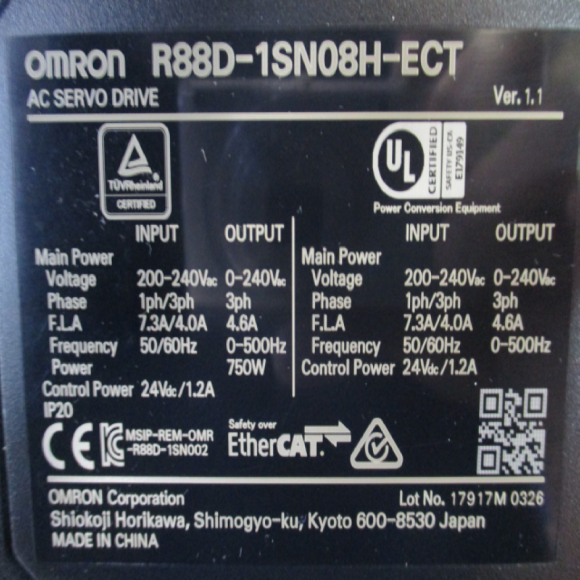 OMRON R88D-1SN08H-ECT
AC SERVO DRIVE Ver. 1.1
TÜVRheinland
CERTIFIED
UL CERTIFIED SAFETY US-CA E179149
Power Conversion Equipment
INPUT OUTPUT
Main Power
Voltage 200-240Vac 0-240Vac
Phase 1ph/3ph 3ph
F.L.A 7.3A/4.0A 4.6A
Frequency 50/60Hz 0-500Hz
Power 750W
Control Power 24Vdc/1.2A
IP20
INPUT OUTPUT
Main Power
Voltage 200-240Vac 0-240Vac
Phase 1ph/3ph 3ph
F.L.A 7.3A/4.0A 4.6A
Frequency 50/60Hz 0-500Hz
Control Power 24Vdc/1.2A
CE MSIP-REM-OMR
-R88D-1SN002
Safety over
EtherCAT
OMRON Corporation Lot No. 17917M 0326
Shiokoji Horikawa, Shimogyo-ku, Kyoto 600-8530 Japan
MADE IN CHINA